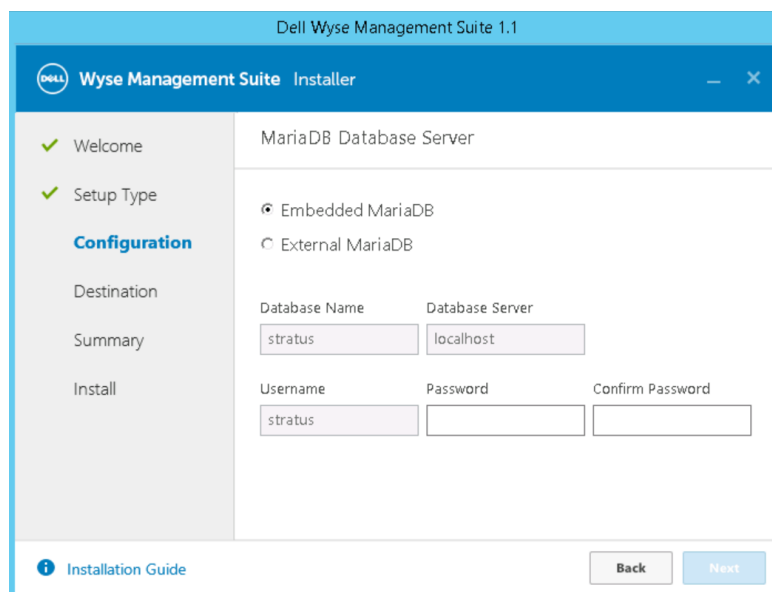 Dell Wyse Management Suite 1.1
DELL Wyse Management Suite Installer
Welcome
Setup Type
Configuration
Destination
Summary
Install
MariaDB Database Server
Embedded MariaDB
External MariaDB
Database Name Database Server
stratus localhost
Username Password Confirm Password
stratus
Installation Guide
Back Next